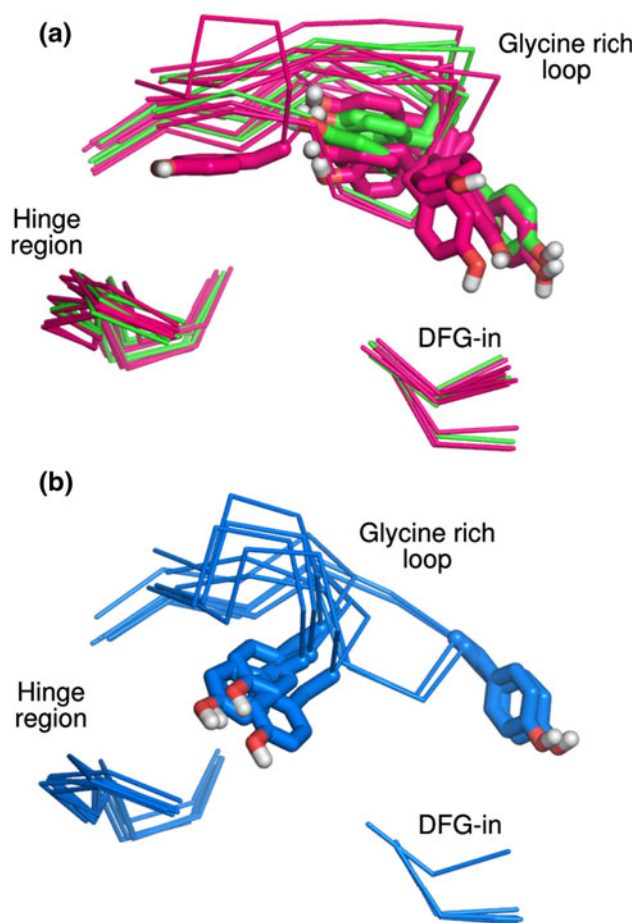 (a)
Glycine rich
loop
Hinge
region
DFG-in
(b)
Glycine rich
loop
Hinge
region
DFG-in